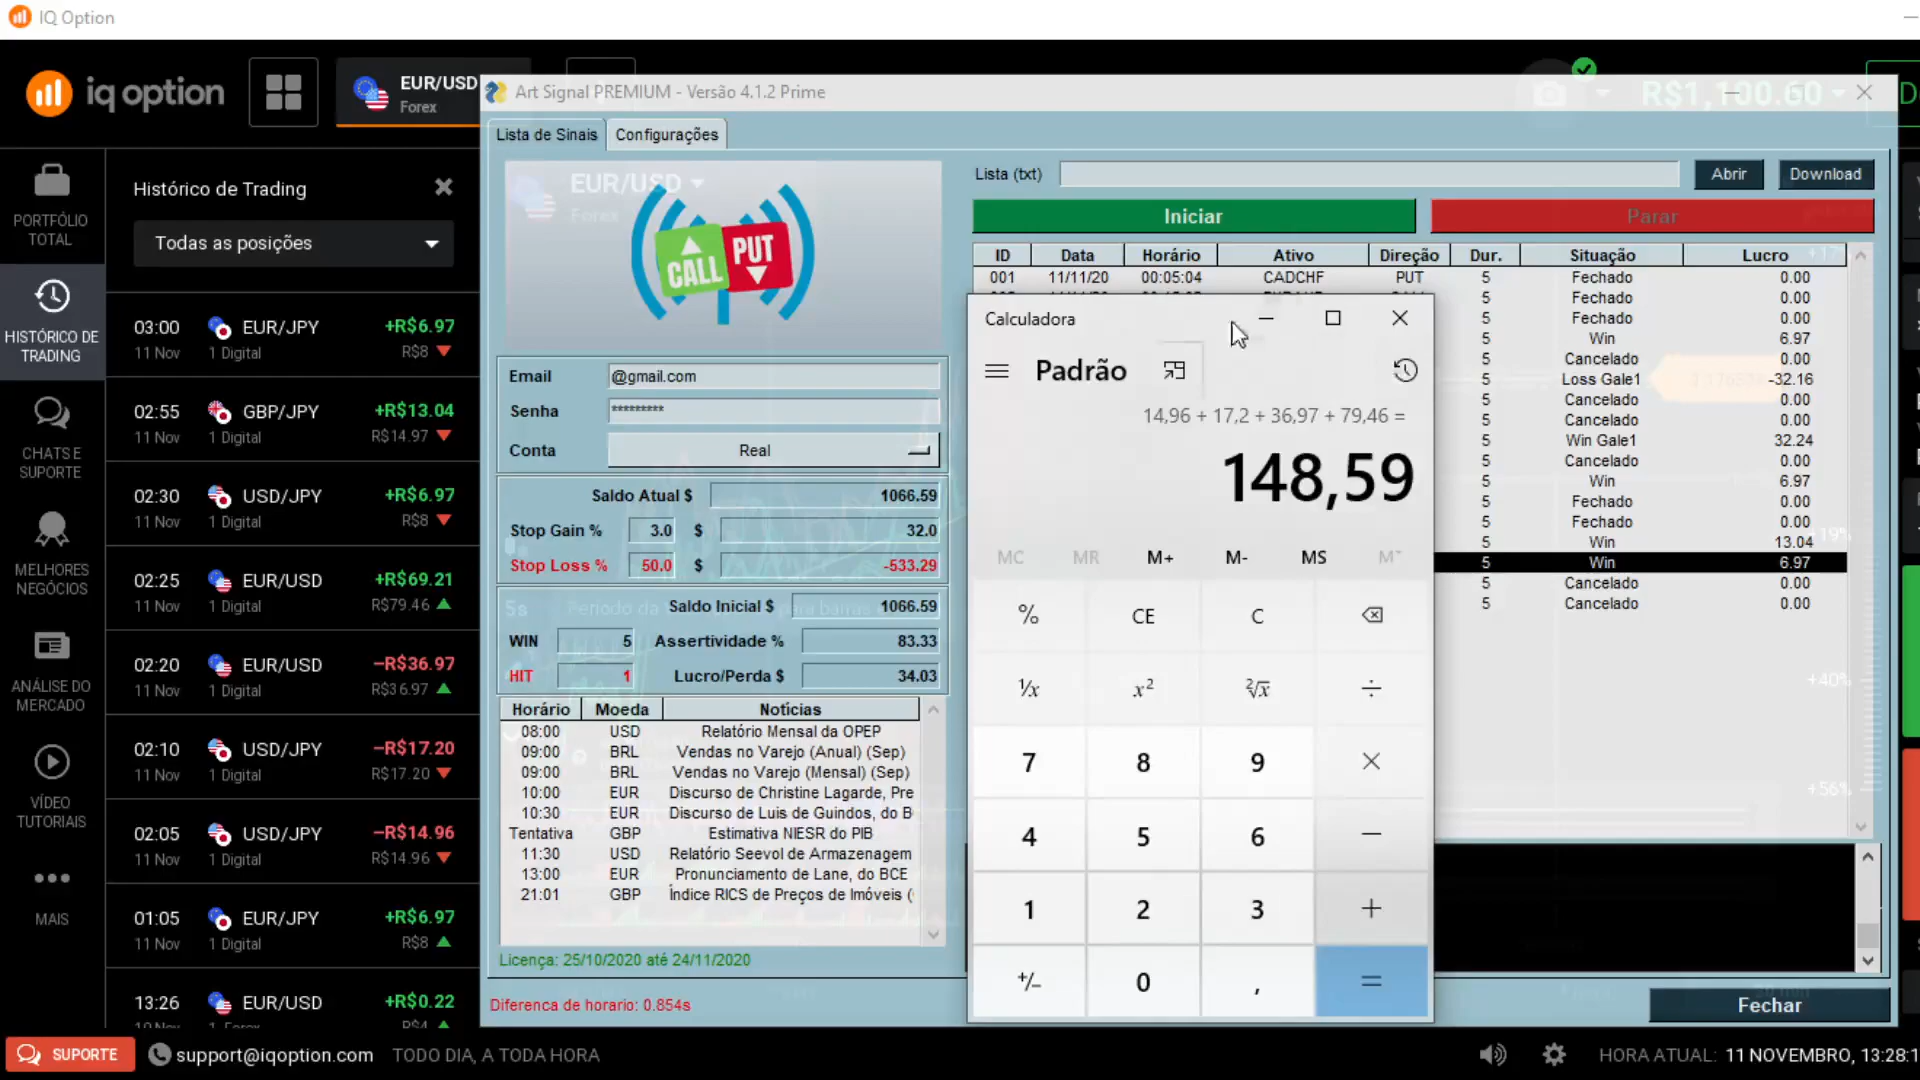 IQ Option
iq option
EUR/USD
Forex
R$1,100.60
Art Signal PREMIUM - Versão 4.1.2 Prime
Lista de Sinais
Configurações
PORTFÓLIO
TOTAL
HISTÓRICO DE
TRADING
CHATS E
SUPORTE
MELHORES
NEGÓCIOS
ANÁLISE DO
MERCADO
VÍDEO
TUTORIAIS
MAIS
Histórico de Trading
Todas as posições
03:00 EUR/JPY +R$6.97
11 Nov 1 Digital R$8
02:55 GBP/JPY +R$13.04
11 Nov 1 Digital R$14.97
02:30 USD/JPY +R$6.97
11 Nov 1 Digital R$8
02:25 EUR/USD +R$69.21
11 Nov 1 Digital R$79.46
02:20 EUR/USD −R$36.97
11 Nov 1 Digital R$36.97
02:10 USD/JPY −R$17.20
11 Nov 1 Digital R$17.20
02:05 USD/JPY −R$14.96
11 Nov 1 Digital R$14.96
01:05 EUR/JPY +R$6.97
11 Nov 1 Digital R$8
13:26 EUR/USD +R$0.22
EUR/USD
Forex
CALL PUT
Email @gmail.com
Senha *********
Conta Real
Saldo Atual $ 1066.59
Stop Gain % 3.0 $ 32.0
Stop Loss % 50.0 $ -533.29
Saldo Inicial $ 1066.59
WIN 5 Assertividade % 83.33
HIT 1 Lucro/Perda $ 34.03
Horário Moeda Notícias
08:00 USD Relatório Mensal da OPEP
09:00 BRL Vendas no Varejo (Anual) (Sep)
09:00 BRL Vendas no Varejo (Mensal) (Sep)
10:00 EUR Discurso de Christine Lagarde, Pre
10:30 EUR Discurso de Luis de Guindos, do B
Tentativa GBP Estimativa NIESR do PIB
11:30 USD Relatório Seevol de Armazenagem
13:00 EUR Pronunciamento de Lane, do BCE
21:01 GBP Índice RICS de Preços de Imóveis (
Licença: 25/10/2020 até 24/11/2020
Diferenca de horario: 0.854s
Lista (txt) Abrir Download
Iniciar Parar
ID Data Horário Ativo Direção Dur. Situação Lucro
001 11/11/20 00:05:04 CADCHF PUT 5 Fechado 0.00
5 Fechado 0.00
5 Fechado 0.00
5 Win 6.97
5 Cancelado 0.00
5 Loss Gale1 -32.16
5 Cancelado 0.00
5 Cancelado 0.00
5 Win Gale1 32.24
5 Cancelado 0.00
5 Win 6.97
5 Fechado 0.00
5 Fechado 0.00
5 Win 13.04
5 Win 6.97
5 Cancelado 0.00
5 Cancelado 0.00
Calculadora
Padrão
14,96 + 17,2 + 36,97 + 79,46 =
148,59
MC MR M+ M- MS
% CE C
¹/x x² ²√x ÷
7 8 9 ×
4 5 6 −
1 2 3 +
+/− 0 , =
+40%
+56%
Fechar
SUPORTE
support@iqoption.com
TODO DIA, A TODA HORA
HORA ATUAL: 11 NOVEMBRO, 13:28:1